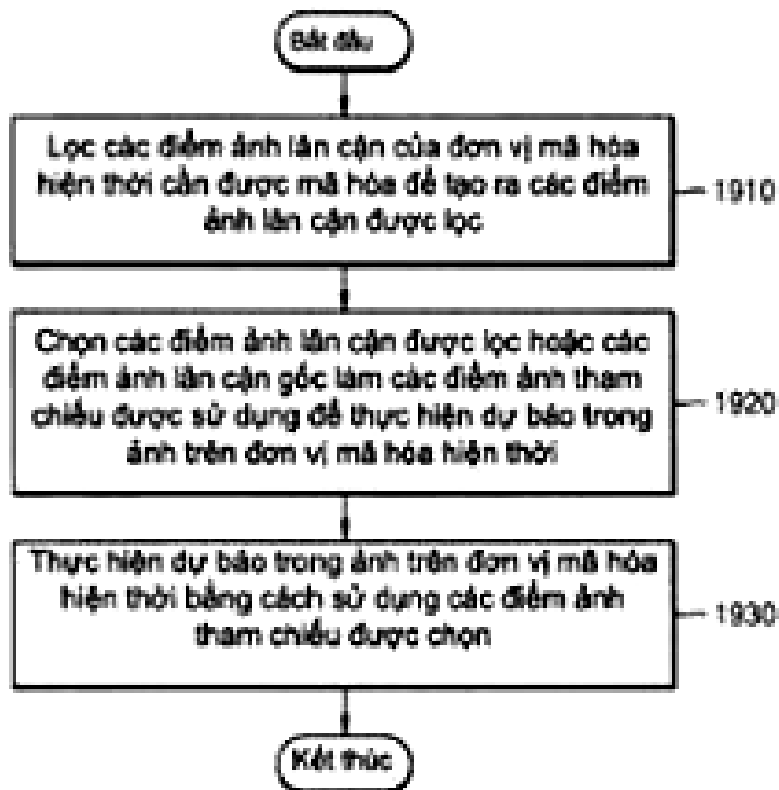 Bắt đầu
Lọc các điểm ảnh lân cận của đơn vị mã hóa
hiện thời cần được mã hóa để tạo ra các điểm
ảnh lân cận được lọc
1910
Chọn các điểm ảnh lân cận được lọc hoặc các
điểm ảnh lân cận gốc làm các điểm ảnh tham
chiếu được sử dụng để thực hiện dự báo trong
ảnh trên đơn vị mã hóa hiện thời
1920
Thực hiện dự báo trong ảnh trên đơn vị mã hóa
hiện thời bằng cách sử dụng các điểm ảnh
tham chiếu được chọn
1930
Kết thúc